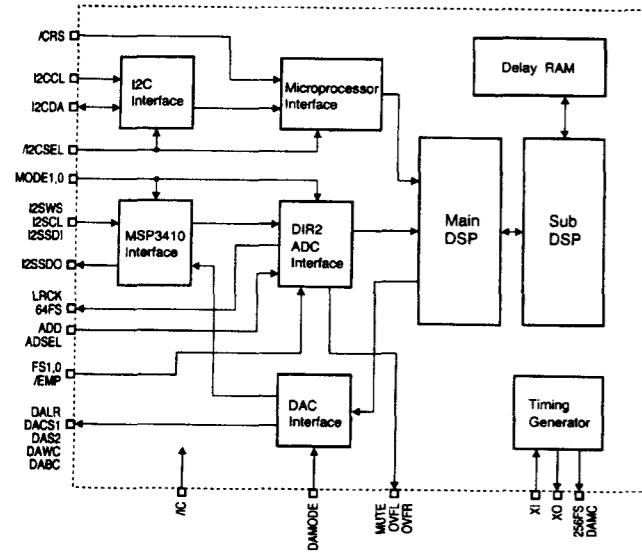 /CRS
I2CCL
I2CDA
/I2CSEL
MODE1,0
I2SWS
I2SCL
I2SSDI
I2SSDO
LRCK
64FS
ADD
ADSEL
FS1,0
/EMP
DALR
DACS1
DAS2
DAWC
DABC
I2C
Interface
Microprocessor
Interface
Delay RAM
MSP3410
Interface
DIR2
ADC
Interface
Main
DSP
Sub
DSP
DAC
Interface
Timing
Generator
/IC
DAMODE
MUTE
OVFL
OVFR
XI
XO
256FS
DAMC